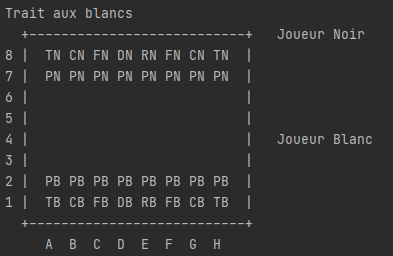 Trait aux blancs
  +---------------------------+   Joueur Noir
8 |  TN CN FN DN RN FN CN TN  |
7 |  PN PN PN PN PN PN PN PN  |
6 |                           |
5 |                           |
4 |                           |   Joueur Blanc
3 |                           |
2 |  PB PB PB PB PB PB PB PB  |
1 |  TB CB FB DB RB FB CB TB  |
  +---------------------------+
     A  B  C  D  E  F  G  H